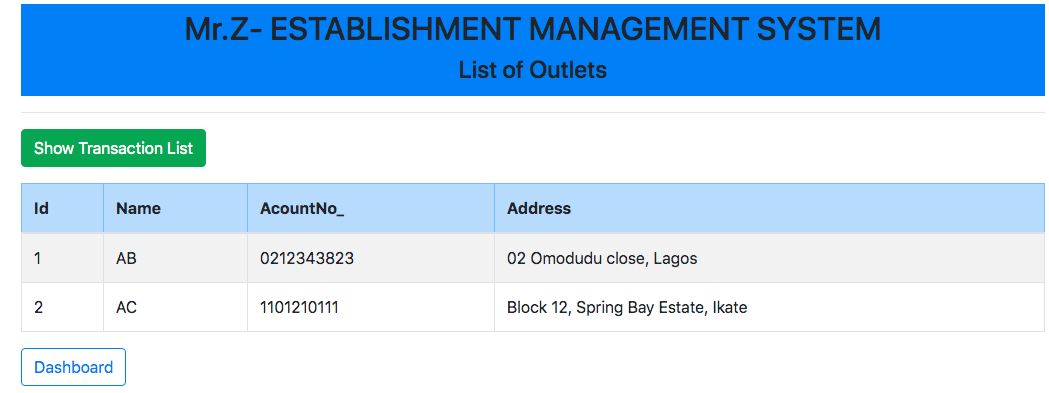 Mr.Z- ESTABLISHMENT MANAGEMENT SYSTEM
List of Outlets
Show Transaction List
Id Name AcountNo_ Address
1 AB 0212343823 02 Omodudu close, Lagos
2 AC 1101210111 Block 12, Spring Bay Estate, Ikate
Dashboard